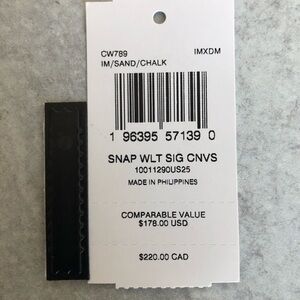 CW789 IMXDM
IM/SAND/CHALK
1 96395 57139 0
SNAP WLT SIG CNVS
10011290US25
MADE IN PHILIPPINES
COMPARABLE VALUE
$178.00 USD
$220.00 CAD